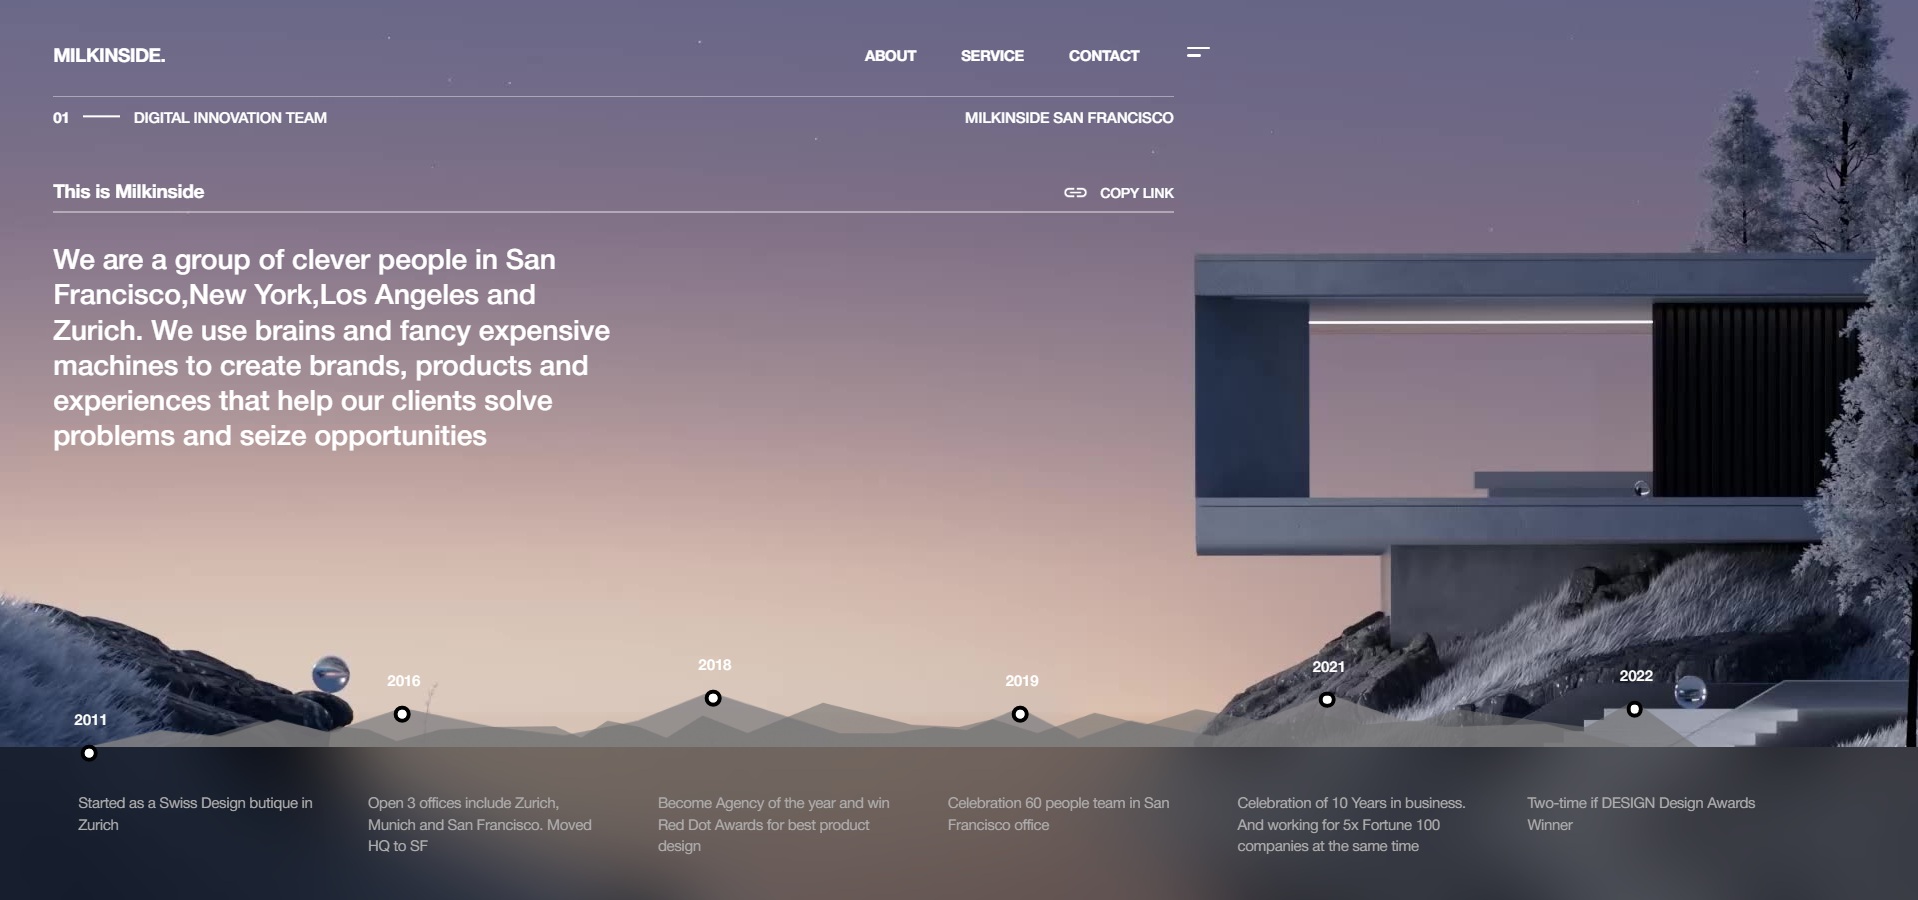 MILKINSIDE.
ABOUT SERVICE CONTACT
01 DIGITAL INNOVATION TEAM
MILKINSIDE SAN FRANCISCO
This is Milkinside
COPY LINK
We are a group of clever people in San
Francisco,New York,Los Angeles and
Zurich. We use brains and fancy expensive
machines to create brands, products and
experiences that help our clients solve
problems and seize opportunities
2011
2016
2018
2019
2021
2022
Started as a Swiss Design butique in
Zurich
Open 3 offices include Zurich,
Munich and San Francisco. Moved
HQ to SF
Become Agency of the year and win
Red Dot Awards for best product
design
Celebration 60 people team in San
Francisco office
Celebration of 10 Years in business.
And working for 5x Fortune 100
companies at the same time
Two-time if DESIGN Design Awards
Winner